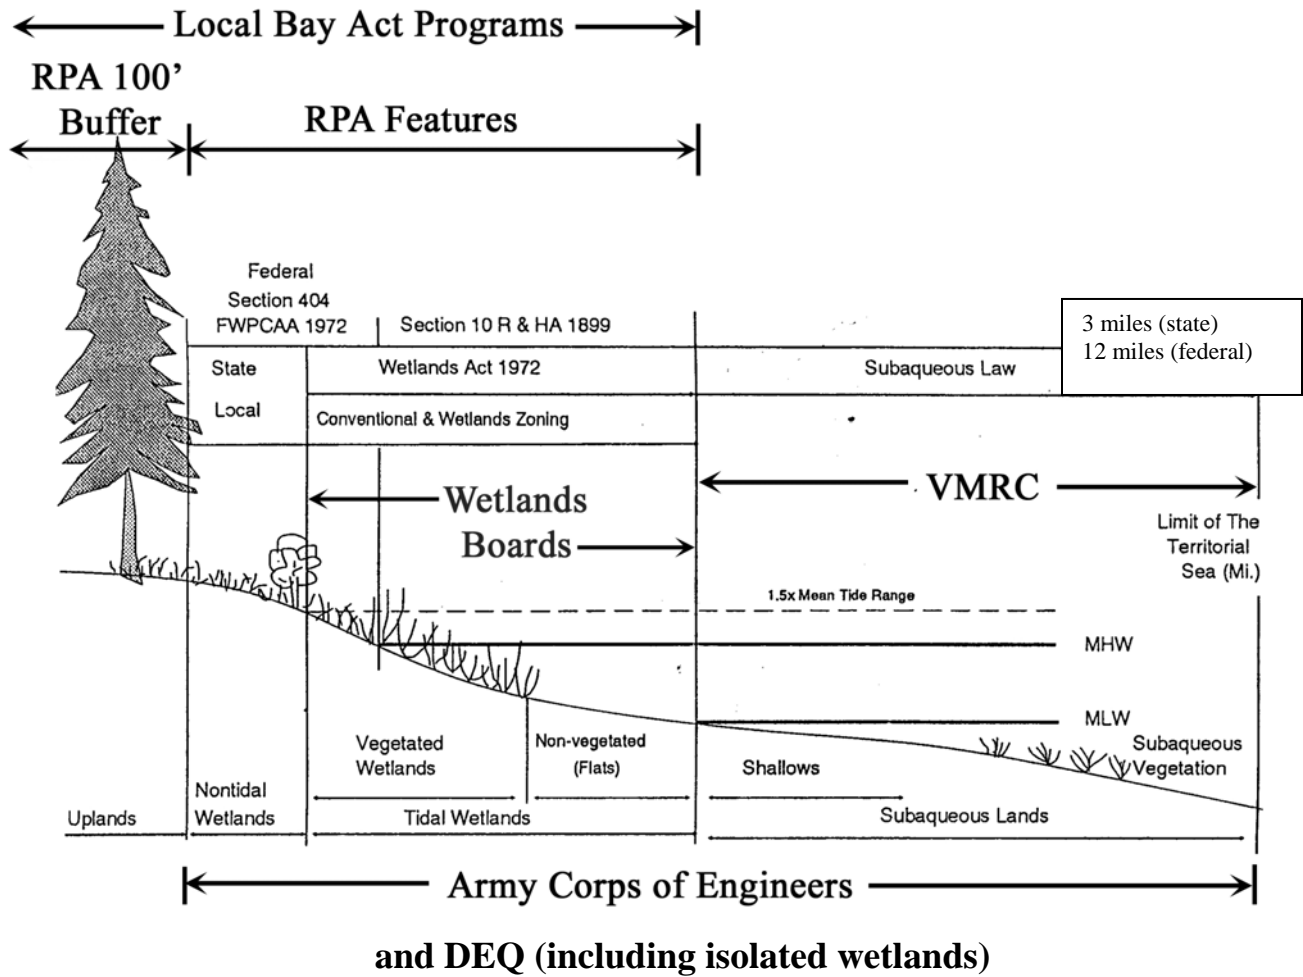 Local Bay Act Programs
RPA 100’
Buffer
RPA Features
Federal
Section 404
FWPCAA 1972
Section 10 R & HA 1899
3 miles (state)
12 miles (federal)
State
Wetlands Act 1972
Subaqueous Law
Local
Conventional & Wetlands Zoning
Wetlands
Boards
VMRC
Limit of The
Territorial
Sea (Mi.)
1.5x Mean Tide Range
MHW
MLW
Vegetated
Wetlands
Non-vegetated
(Flats)
Shallows
Subaqueous
Vegetation
Nontidal
Wetlands
Uplands
Tidal Wetlands
Subaqueous Lands
Army Corps of Engineers
and DEQ (including isolated wetlands)